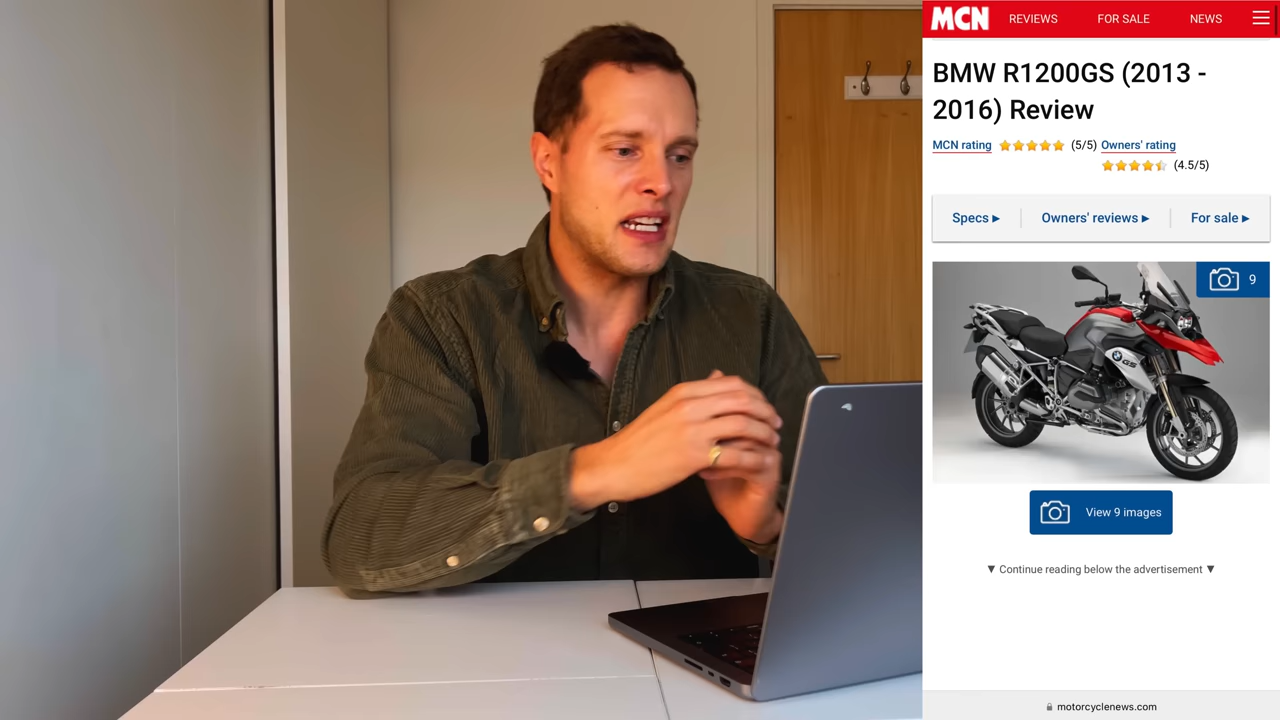 MCN REVIEWS FOR SALE NEWS
BMW R1200GS (2013 -
2016) Review
MCN rating (5/5) Owners' rating
(4.5/5)
Specs ▶ Owners' reviews ▶ For sale ▶
9
GS
View 9 images
▼ Continue reading below the advertisement ▼
motorcyclenews.com